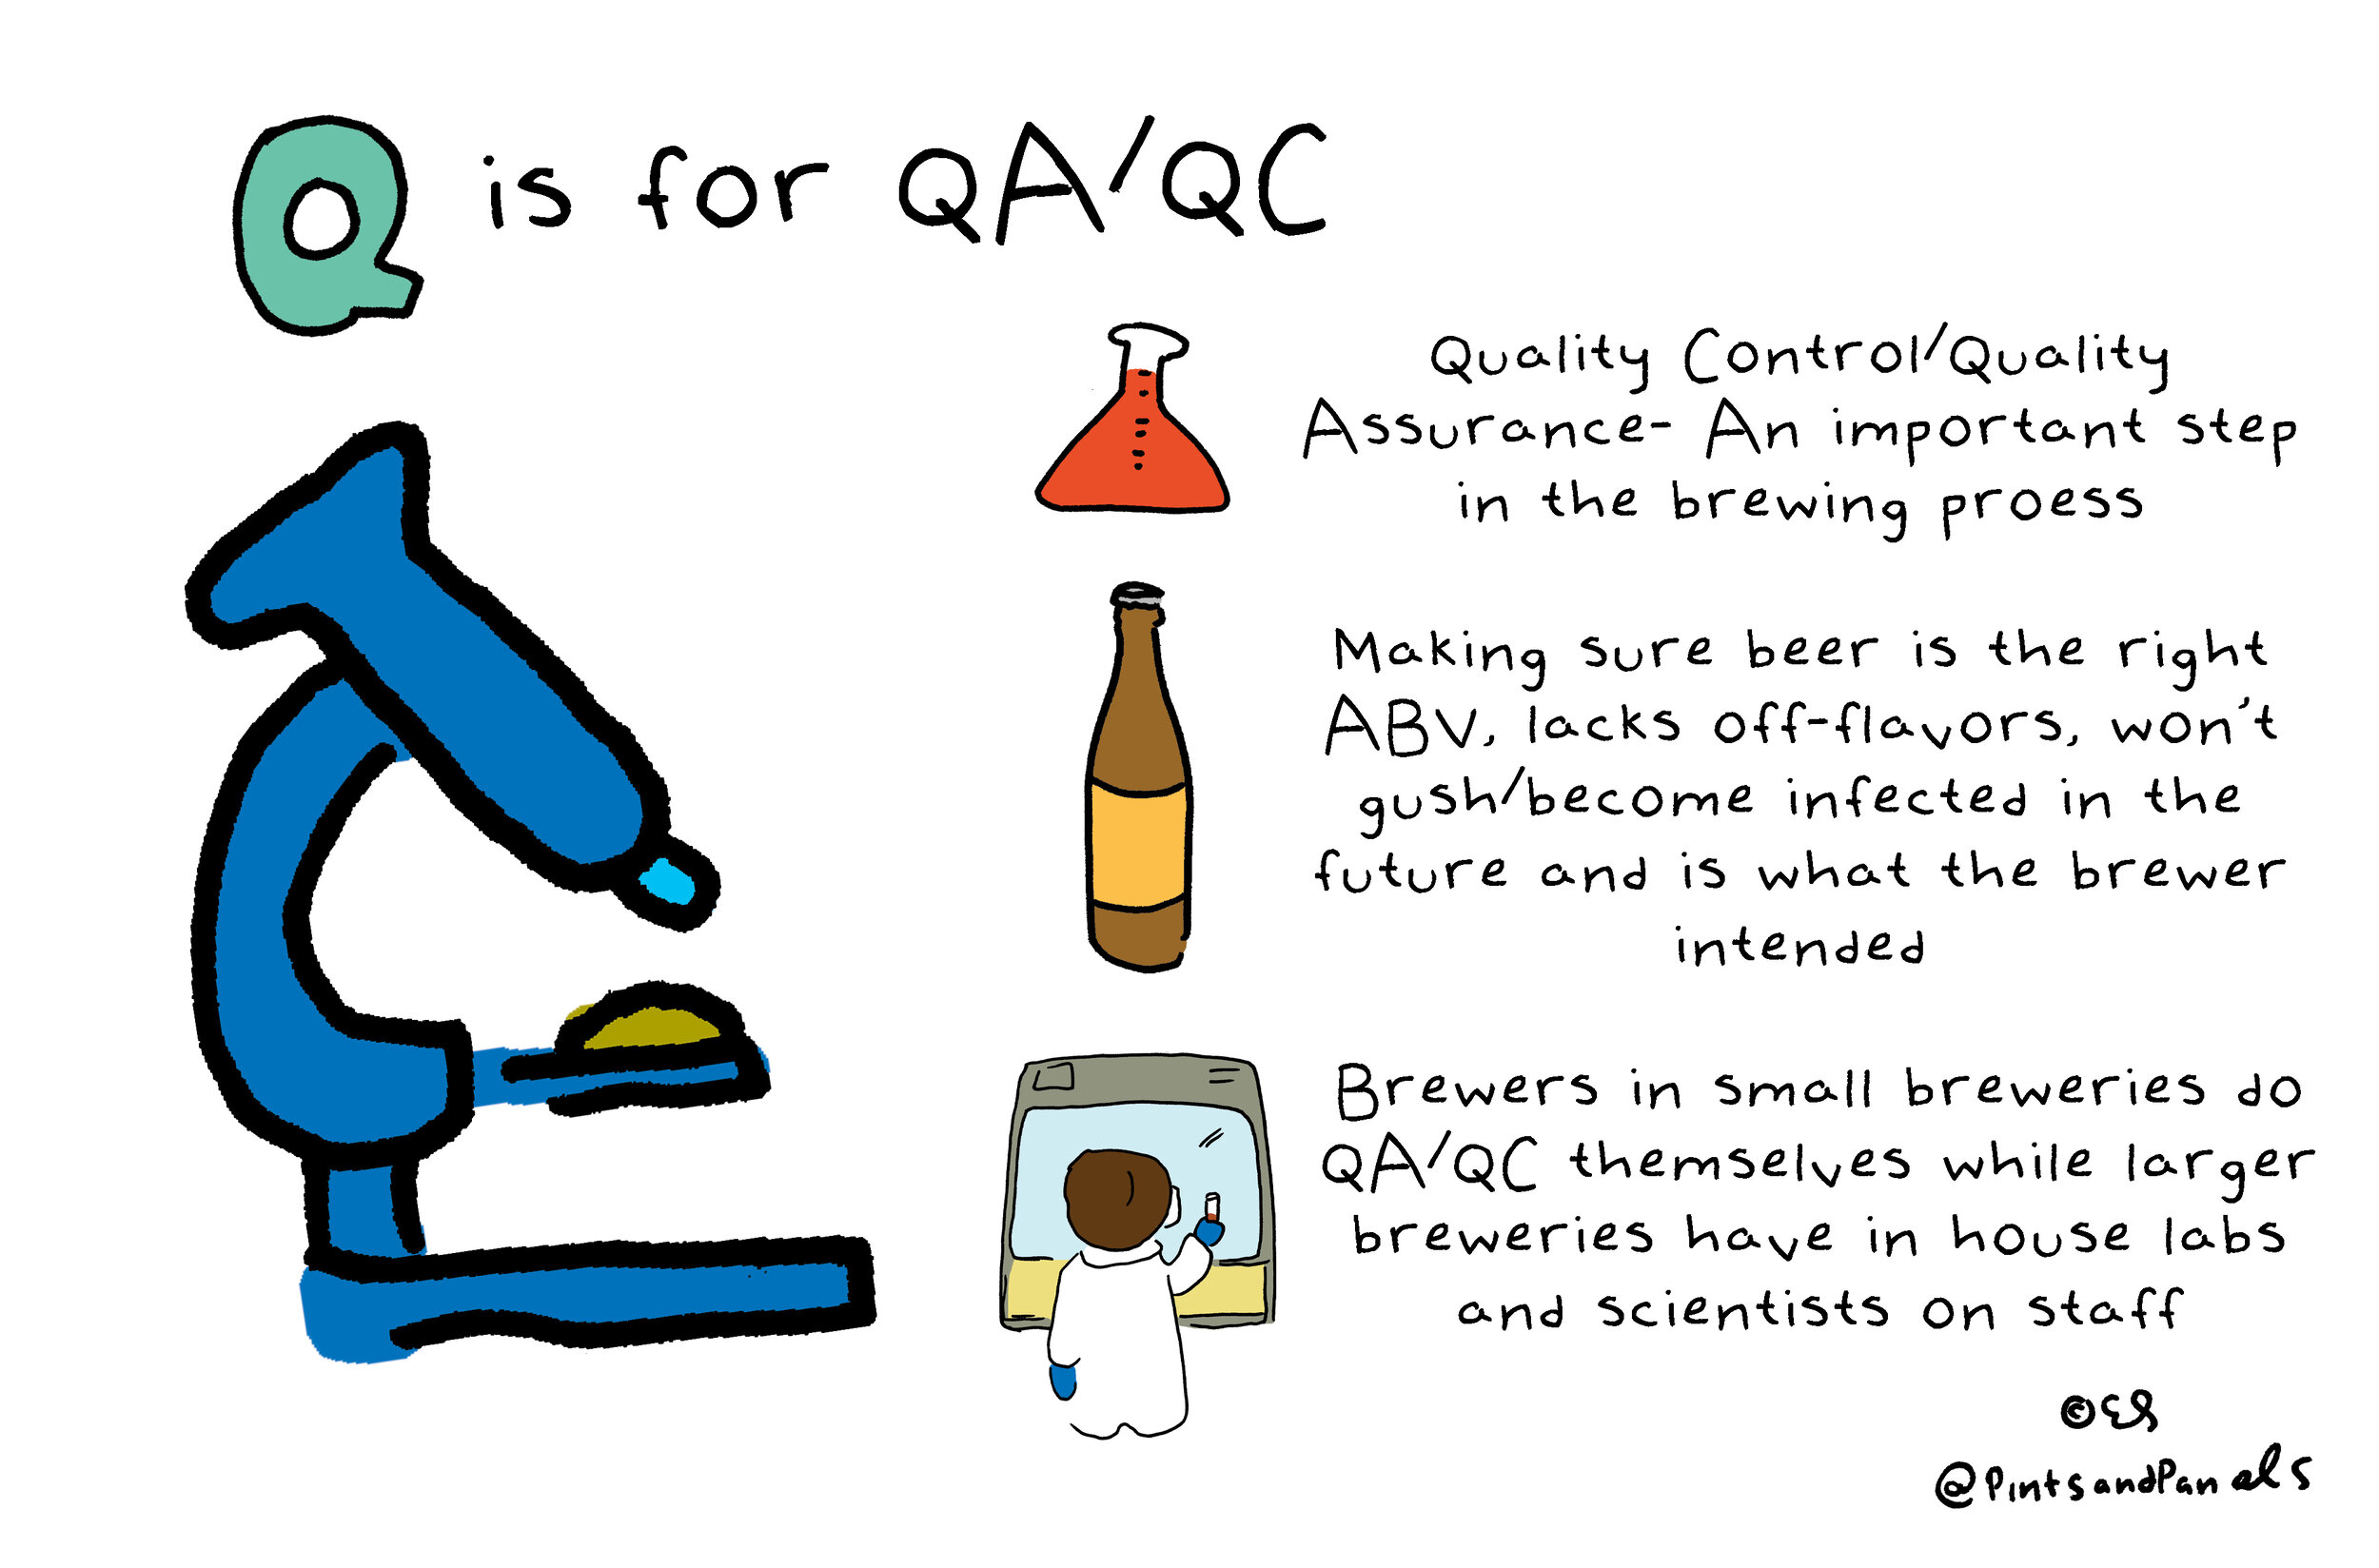 Q is for QA/QC
Quality Control/Quality
Assurance- An important step
in the brewing proess
Making sure beer is the right
ABV, lacks off-flavors, won't
gush/become infected in the
future and is what the brewer
intended
Brewers in small breweries do
QA/QC themselves while larger
breweries have in house labs
and scientists on staff
©
@PintsandPanels